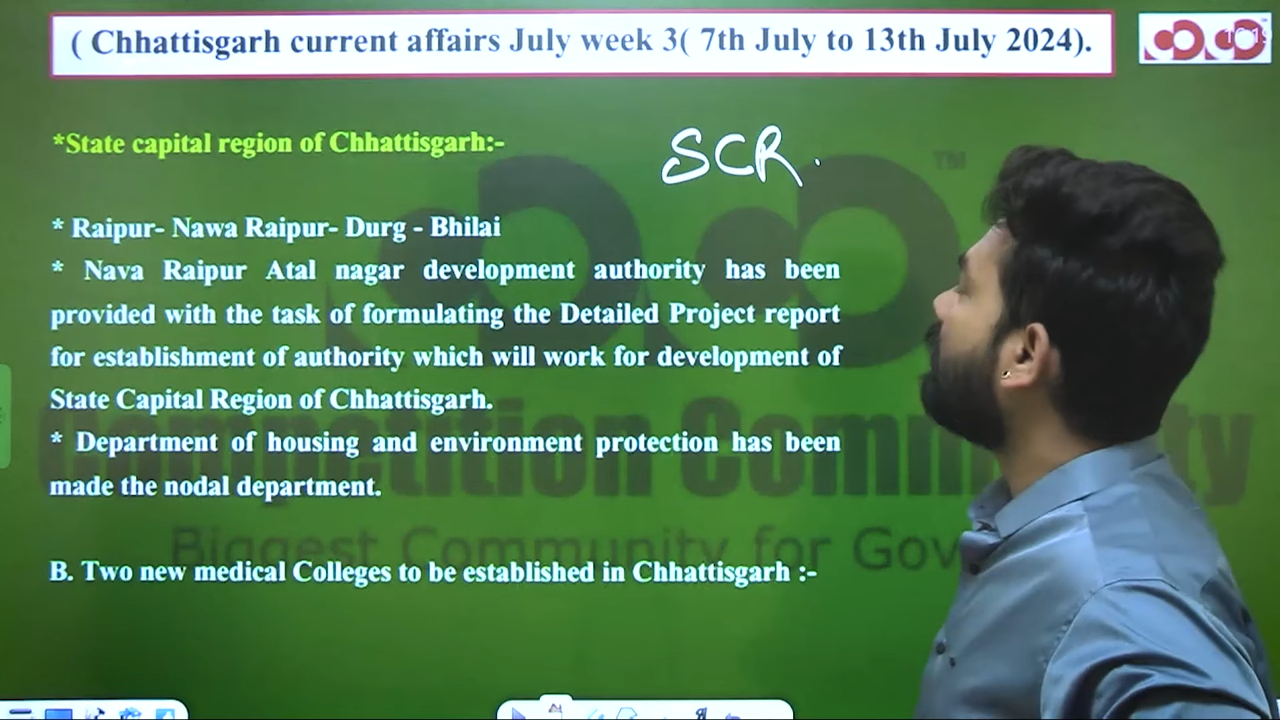 ( Chhattisgarh current affairs July week 3( 7th July to 13th July 2024).
*State capital region of Chhattisgarh:-
SCR.
* Raipur- Nawa Raipur- Durg - Bhilai
* Nava Raipur Atal nagar development authority has been
provided with the task of formulating the Detailed Project report
for establishment of authority which will work for development of
State Capital Region of Chhattisgarh.
* Department of housing and environment protection has been
made the nodal department.
B. Two new medical Colleges to be established in Chhattisgarh :-
TM
Competition Community
Biggest Community for Gov